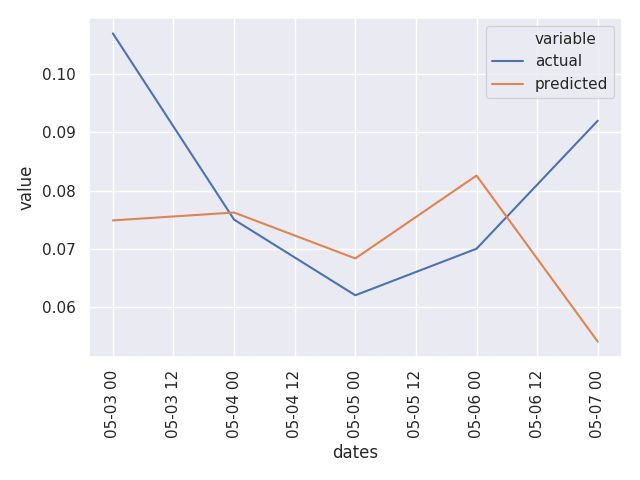 variable
actual
predicted
0.10
0.09
0.08
0.07
0.06
value
05-03 00
05-03 12
05-04 00
05-04 12
05-05 00
05-05 12
05-06 00
05-06 12
05-07 00
dates